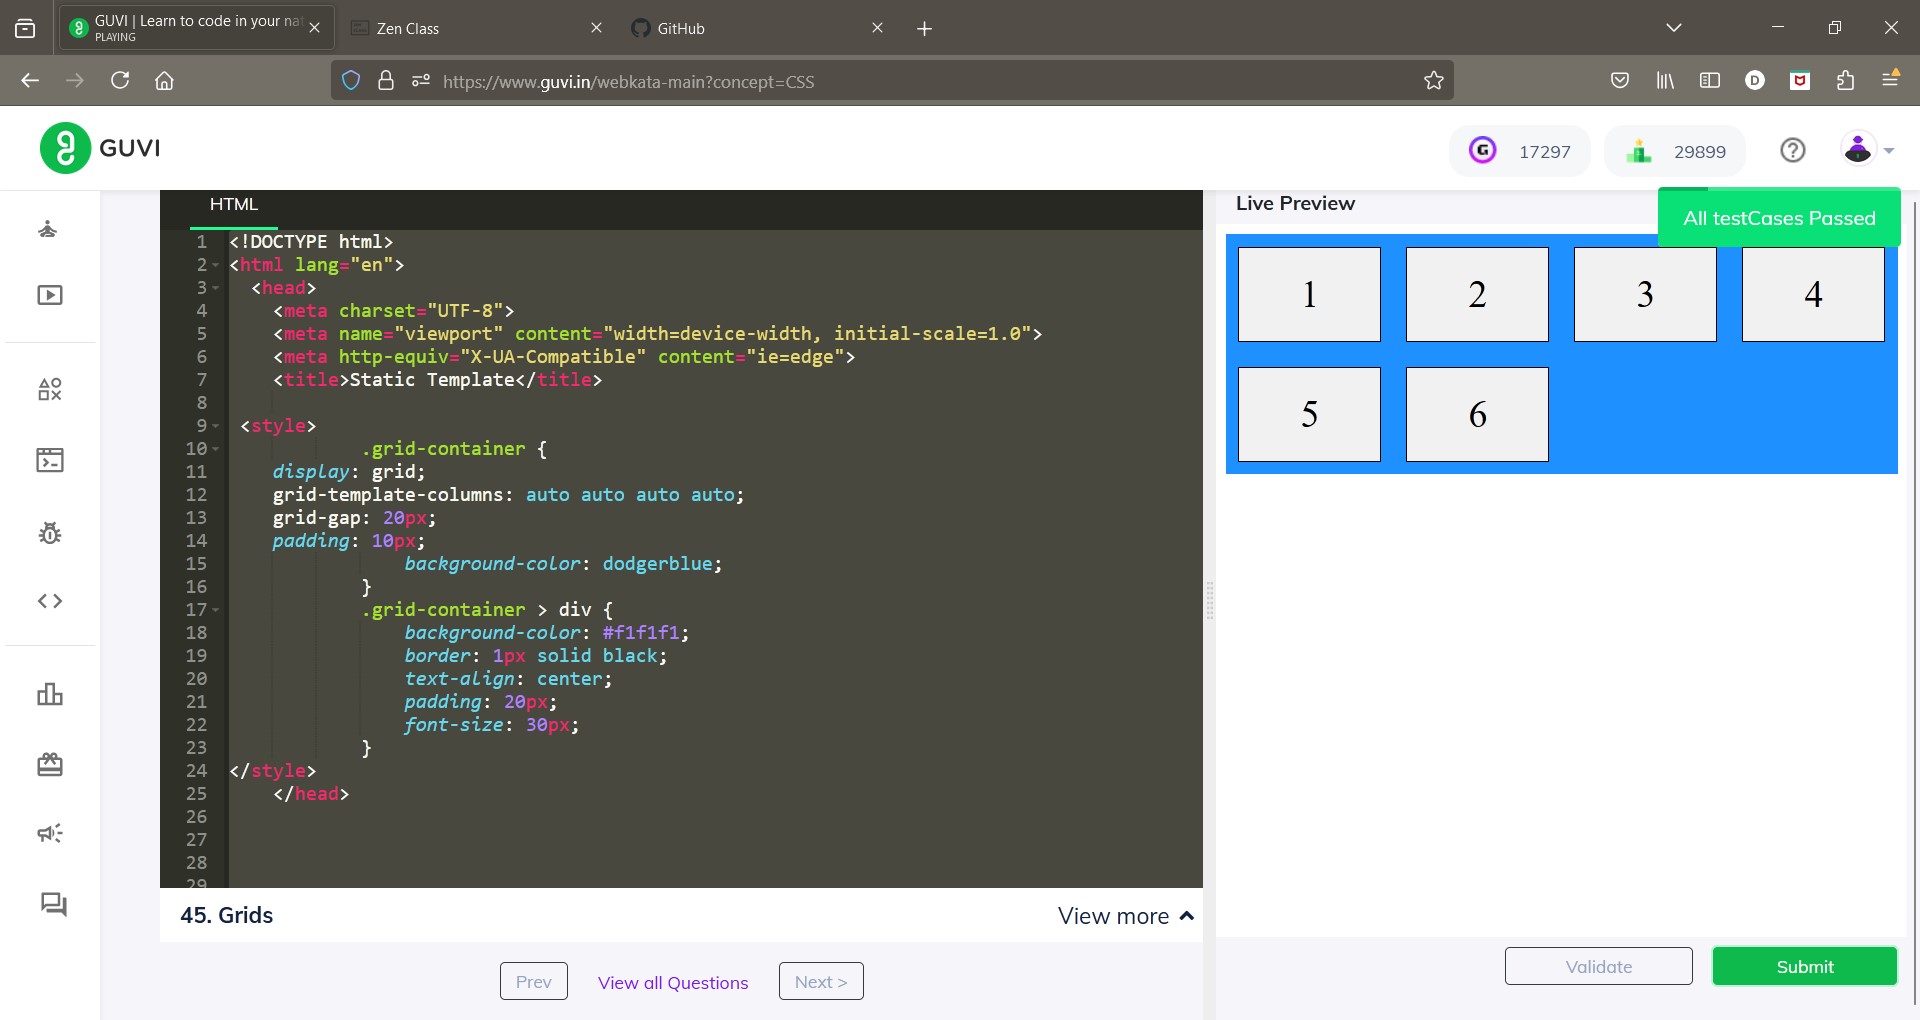 GUVI | Learn to code in your nat
PLAYING
Zen Class
GitHub
https://www.guvi.in/webkata-main?concept=CSS
D
GUVI
G 17297
29899
HTML
Live Preview
All testCases Passed
1 <!DOCTYPE html>
2 <html lang="en">
3 <head>
4 <meta charset="UTF-8">
5 <meta name="viewport" content="width=device-width, initial-scale=1.0">
6 <meta http-equiv="X-UA-Compatible" content="ie=edge">
7 <title>Static Template</title>
8
9 <style>
10 .grid-container {
11 display: grid;
12 grid-template-columns: auto auto auto auto;
13 grid-gap: 20px;
14 padding: 10px;
15 background-color: dodgerblue;
16 }
17 .grid-container > div {
18 background-color: #f1f1f1;
19 border: 1px solid black;
20 text-align: center;
21 padding: 20px;
22 font-size: 30px;
23 }
24 </style>
25 </head>
26
27
28
29
1 2 3 4
5 6
45. Grids
View more
Prev
View all Questions
Next >
Validate
Submit